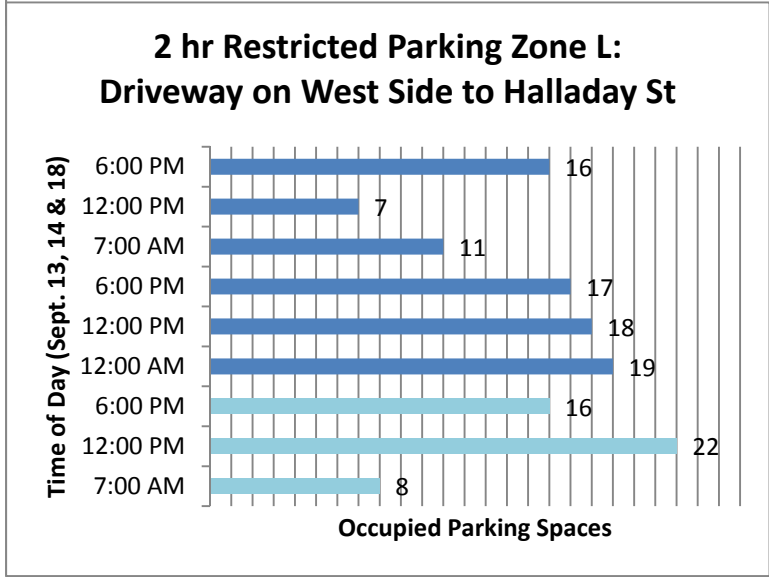 2 hr Restricted Parking Zone L:
Driveway on West Side to Halladay St
Time of Day (Sept. 13, 14 & 18)
6:00 PM 16
12:00 PM 7
7:00 AM 11
6:00 PM 17
12:00 PM 18
12:00 AM 19
6:00 PM 16
12:00 PM 22
7:00 AM 8
Occupied Parking Spaces